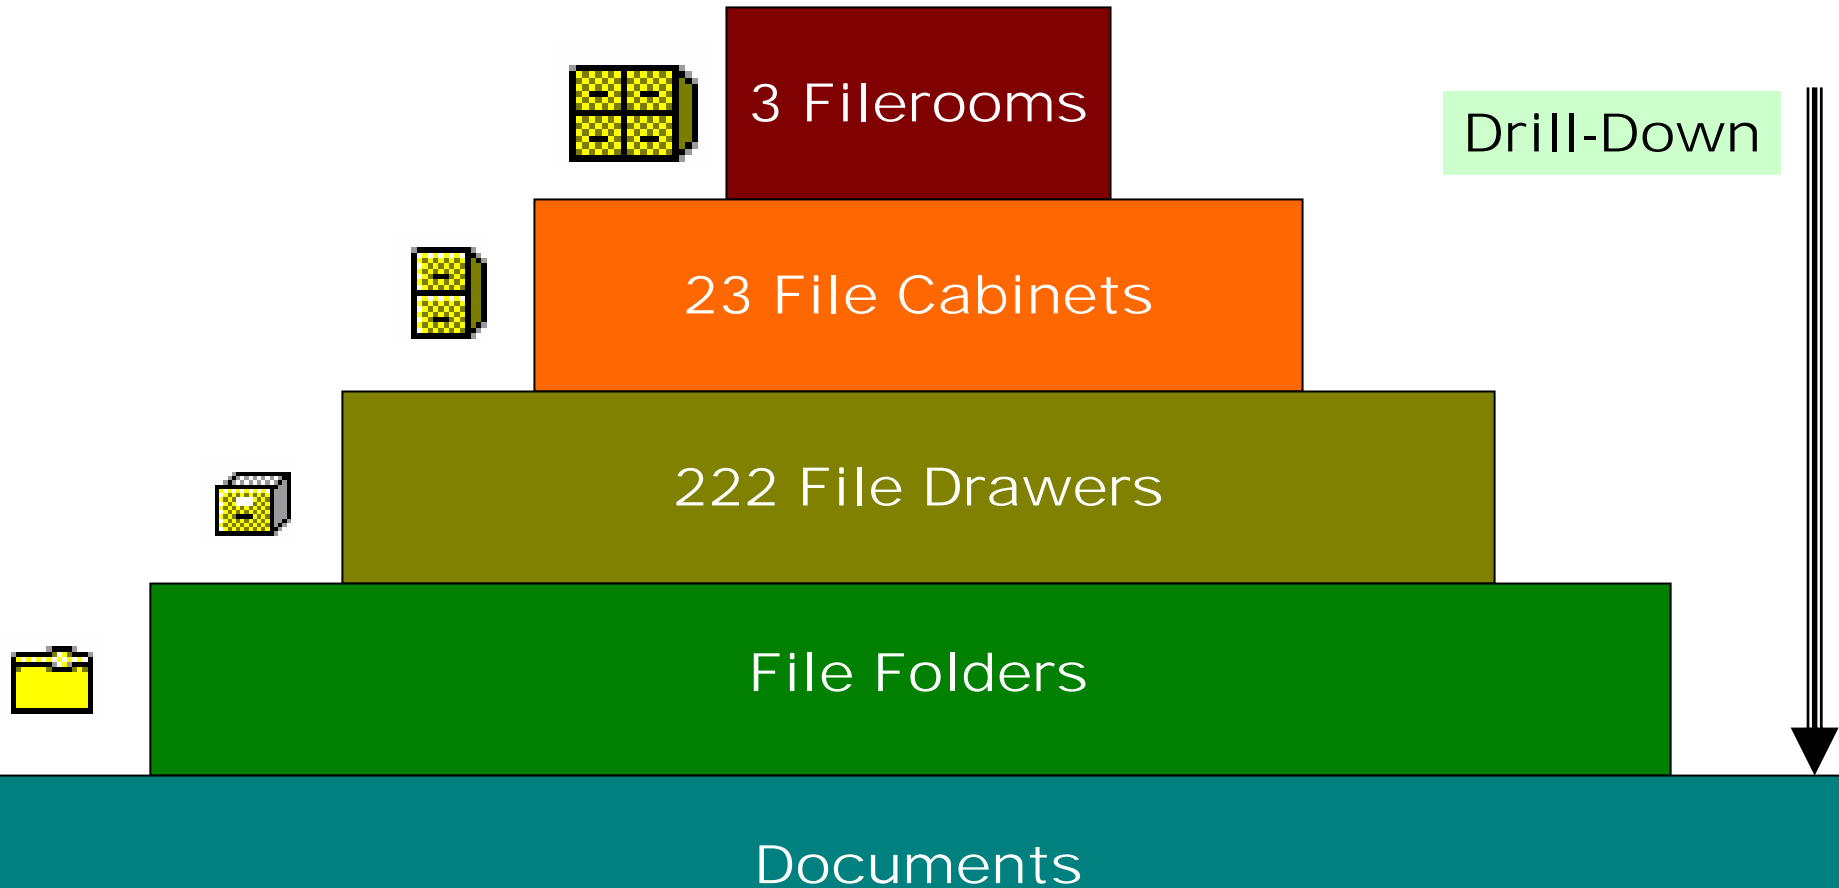 3 Filerooms
Drill-Down
23 File Cabinets
222 File Drawers
File Folders
Documents